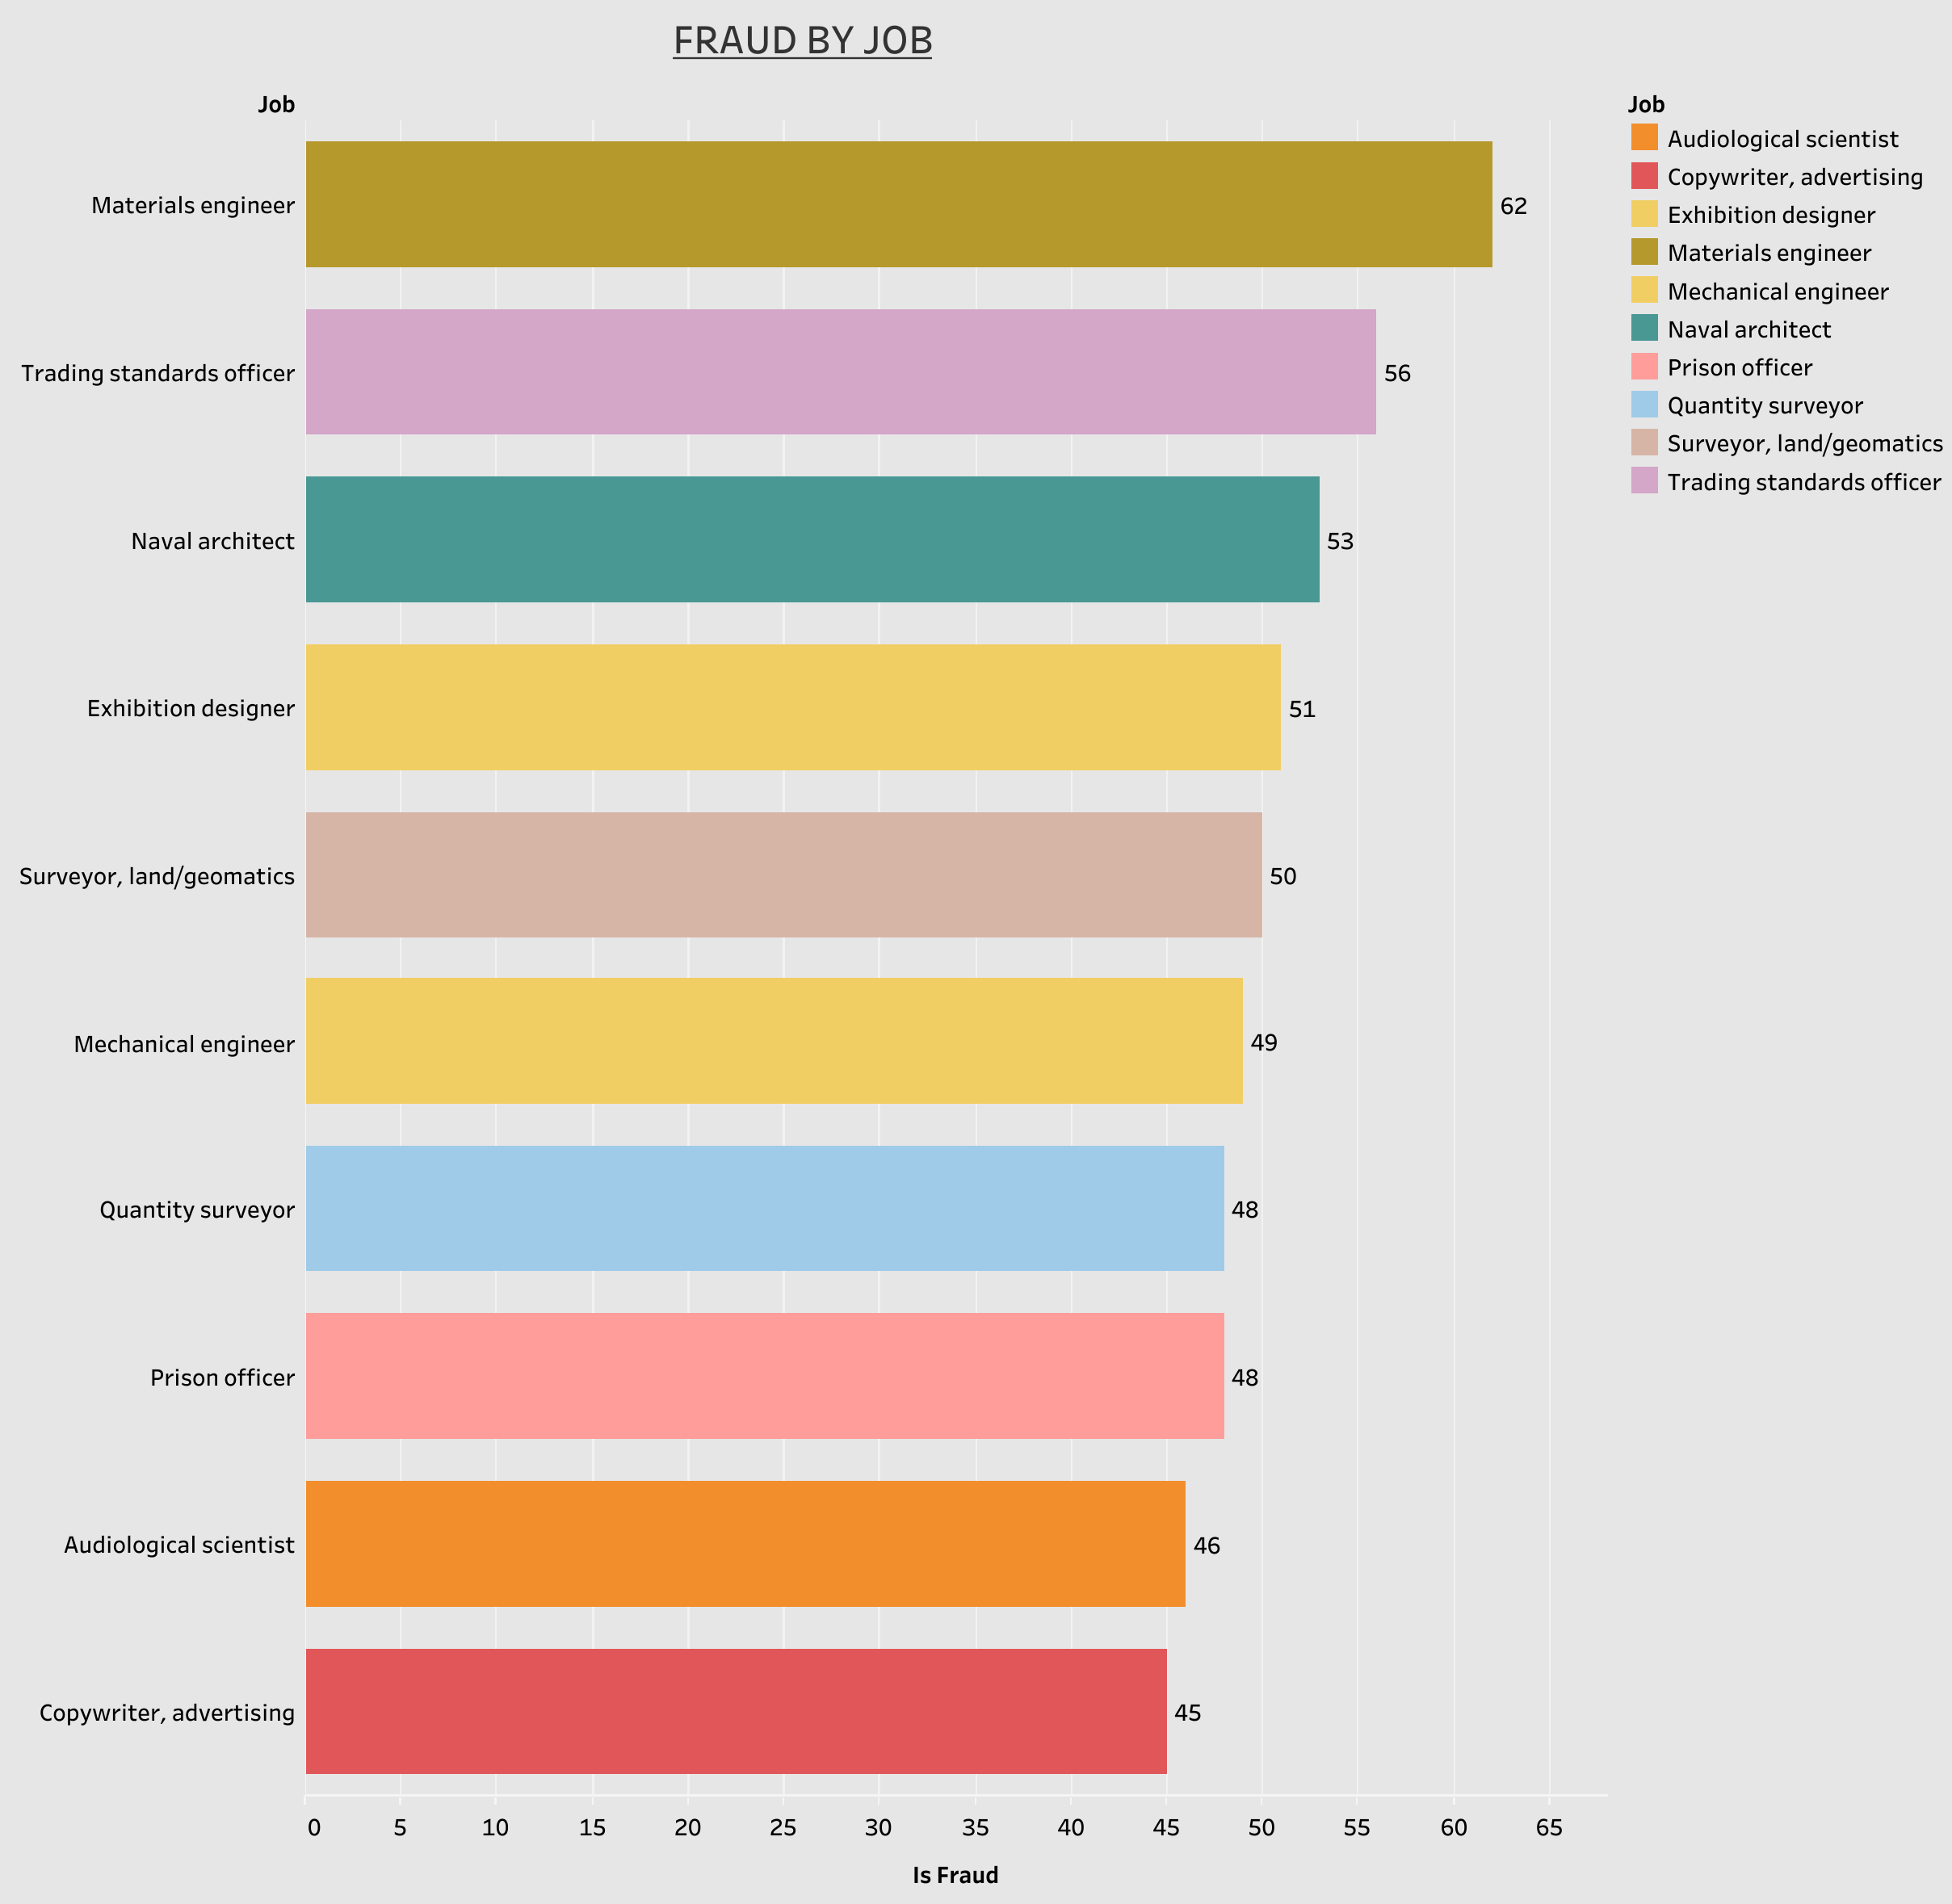 FRAUD BY JOB
Job
Materials engineer
62
Trading standards officer
56
Naval architect
53
Exhibition designer
51
Surveyor, land/geomatics
50
Mechanical engineer
49
Quantity surveyor
48
Prison officer
48
Audiological scientist
46
Copywriter, advertising
45
0 5 10 15 20 25 30 35 40 45 50 55 60 65
Is Fraud
Job
Audiological scientist
Copywriter, advertising
Exhibition designer
Materials engineer
Mechanical engineer
Naval architect
Prison officer
Quantity surveyor
Surveyor, land/geomatics
Trading standards officer